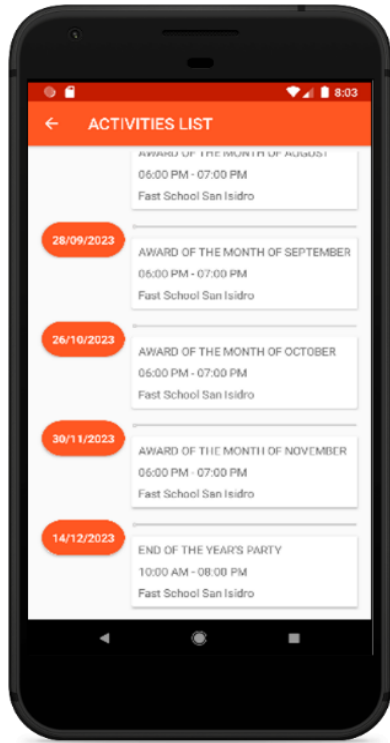 8:03
ACTIVITIES LIST
AWARD OF THE MONTH OF AUGUST
06:00 PM - 07:00 PM
Fast School San Isidro
28/09/2023
AWARD OF THE MONTH OF SEPTEMBER
06:00 PM - 07:00 PM
Fast School San Isidro
26/10/2023
AWARD OF THE MONTH OF OCTOBER
06:00 PM - 07:00 PM
Fast School San Isidro
30/11/2023
AWARD OF THE MONTH OF NOVEMBER
06:00 PM - 07:00 PM
Fast School San Isidro
14/12/2023
END OF THE YEAR'S PARTY
10:00 AM - 08:00 PM
Fast School San Isidro